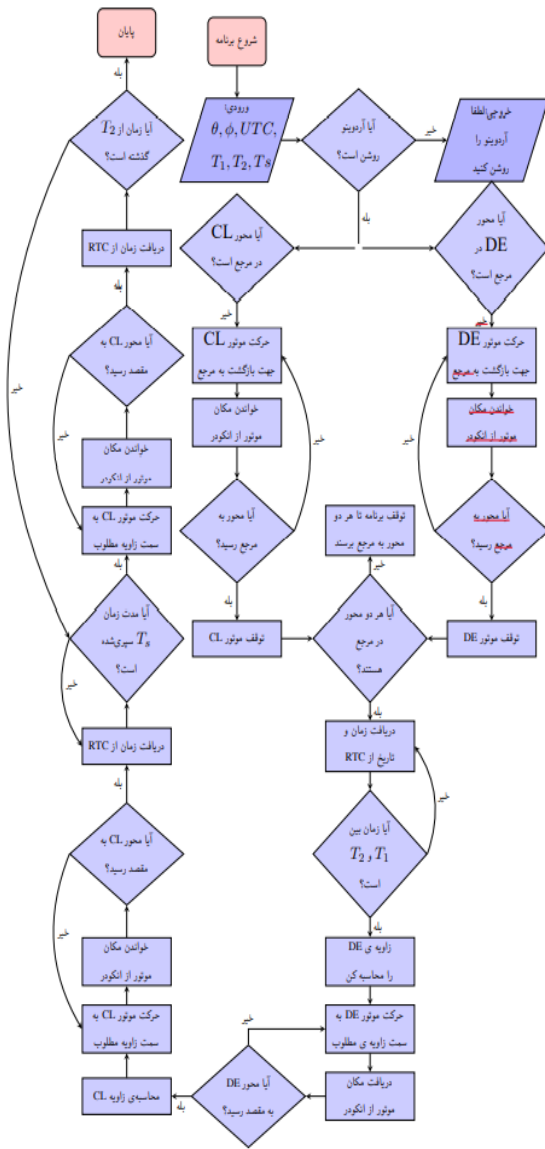 شروع برنامه
ورودی:
θ, ϕ, UTC,
T₁, T₂, Ts
آیا آردوینو
روشن است؟
خیر
خروجی:لطفا
آردوینو را
روشن کنید
بله
آیا محور CL
در مرجع است؟
خیر
حرکت موتور CL
جهت بازگشت به مرجع
خواندن مکان
موتور از انکودر
آیا محور به
مرجع رسید؟
خیر
بله
توقف موتور CL
آیا محور
DE در
مرجع است؟
خیر
حرکت موتور DE
جهت بازگشت به مرجع
خواندن مکان
موتور از انکودر
آیا محور به
مرجع رسید؟
خیر
بله
توقف موتور DE
توقف برنامه تا هر دو
محور به مرجع برسند
خیر
آیا هر دو محور
در مرجع
هستند؟
بله
دریافت زمان و
تاریخ از RTC
آیا زمان بین
T₁ و T₂
است؟
خیر
بله
زاویه ی DE
را محاسبه کن
حرکت موتور DE به
سمت زاویه ی مطلوب
دریافت مکان
موتور از انکودر
آیا محور DE
به مقصد رسید؟
خیر
بله
محاسبه‌ی زاویه CL
حرکت موتور CL به
سمت زاویه مطلوب
خواندن مکان
موتور از انکودر
آیا محور CL به
مقصد رسید؟
خیر
بله
دریافت زمان از RTC
آیا مدت زمان
Tₛ سپری‌شده
است؟
خیر
بله
حرکت موتور CL به
سمت زاویه مطلوب
خواندن مکان
موتور از انکودر
آیا محور CL به
مقصد رسید؟
خیر
بله
دریافت زمان از RTC
آیا زمان از T₂
گذشته است؟
خیر
بله
پایان